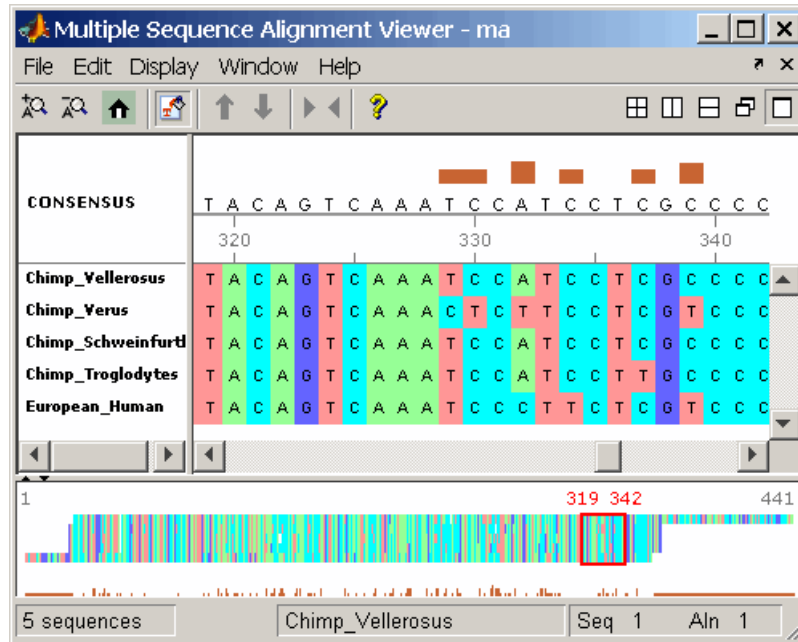 Multiple Sequence Alignment Viewer - ma
File Edit Display Window Help
CONSENSUS T A C A G T C A A A T C C A T C C T C G C C C C
320 330 340
Chimp_Vellerosus T A C A G T C A A A T C C A T C C T C G C C C C
Chimp_Verus T A C A G T C A A A C T C T T C C T C G T C C C
Chimp_Schweinfurtl T A C A G T C A A A T C C A T C C T C G C C C C
Chimp_Troglodytes T A C A G T C A A A T C C A T C C T T G C C C C
European_Human T A C A G T C A A A T C C C T T C T C G T C C C
1 319 342 441
5 sequences Chimp_Vellerosus Seq 1 Aln 1